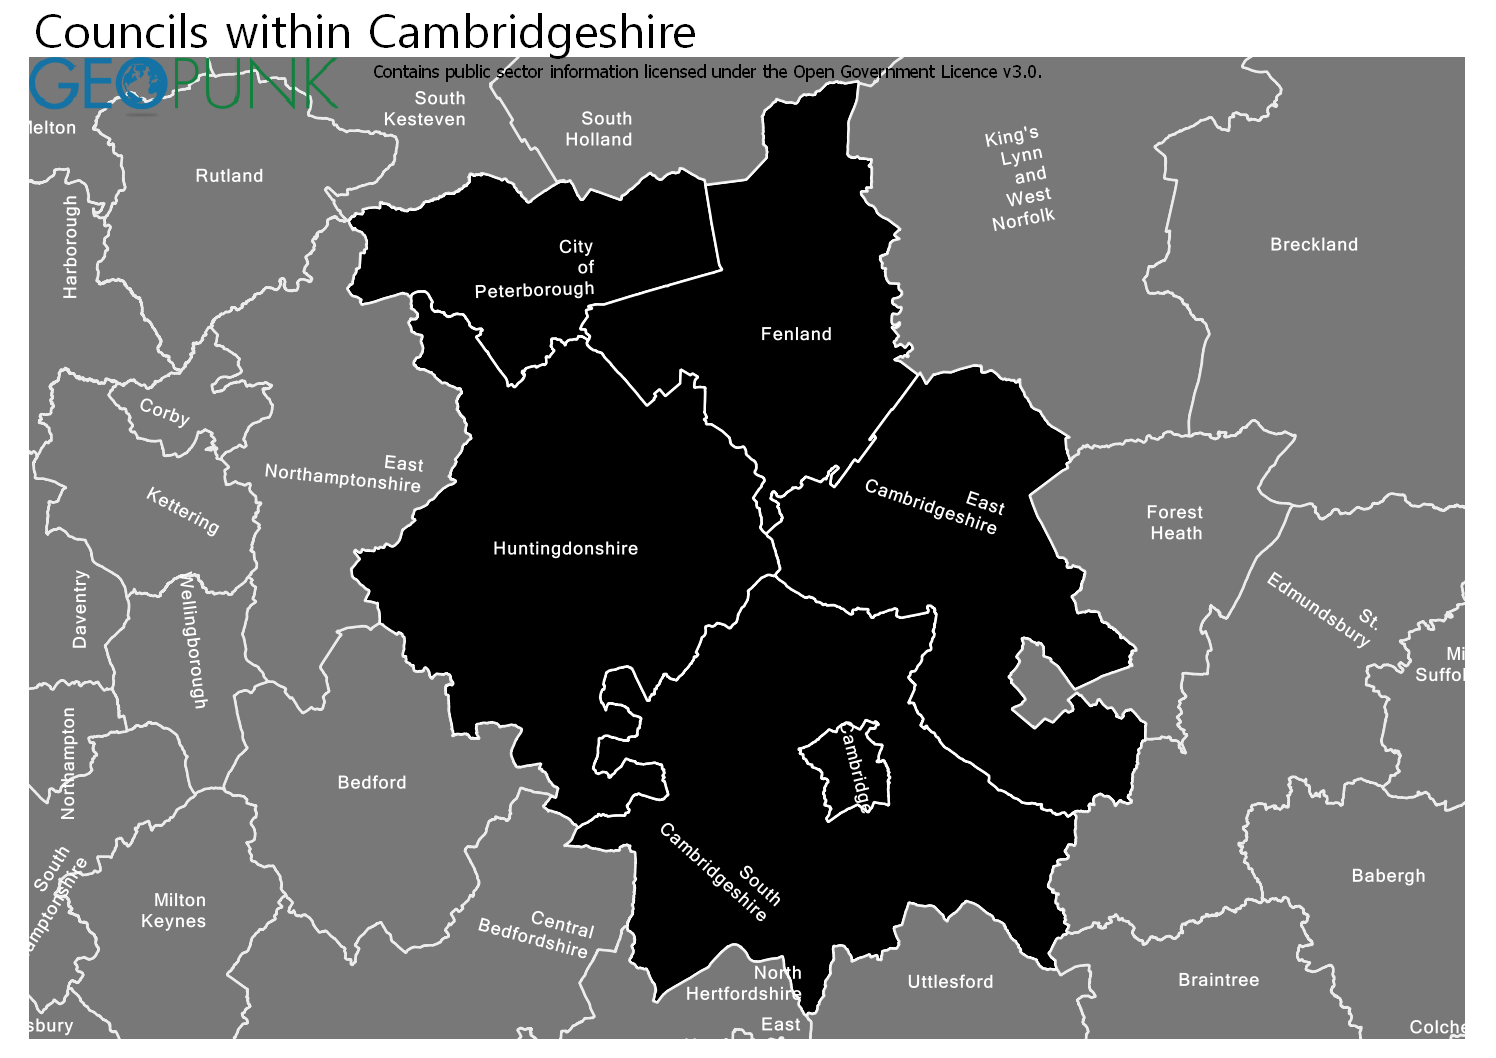 Councils within Cambridgeshire
GEOPUNK
Contains public sector information licensed under the Open Government Licence v3.0.
South
Kesteven
South
Holland
Melton
King's
Lynn
and
West
Norfolk
Rutland
Harborough
Breckland
City
of
Peterborough
Fenland
Corby
East
Northamptonshire
Kettering
East
Cambridgeshire
Forest
Heath
Huntingdonshire
Daventry
Wellingborough
St.
Edmundsbury
Mi
Suffol
Northampton
Bedford
Cambridge
South
amptonshire
South
Cambridgeshire
Babergh
Milton
Keynes
Central
Bedfordshire
North
Hertfordshire
Uttlesford
Braintree
sbury
East
Colche